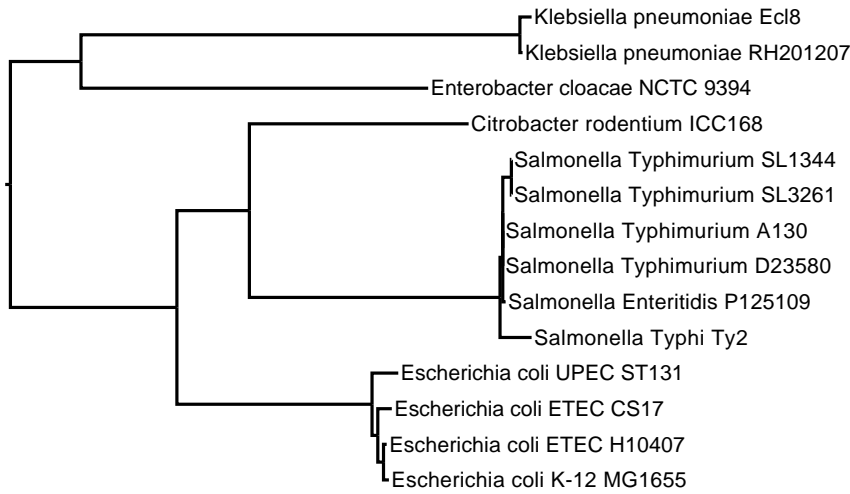 Klebsiella pneumoniae Ecl8
Klebsiella pneumoniae RH201207
Enterobacter cloacae NCTC 9394
Citrobacter rodentium ICC168
Salmonella Typhimurium SL1344
Salmonella Typhimurium SL3261
Salmonella Typhimurium A130
Salmonella Typhimurium D23580
Salmonella Enteritidis P125109
Salmonella Typhi Ty2
Escherichia coli UPEC ST131
Escherichia coli ETEC CS17
Escherichia coli ETEC H10407
Escherichia coli K-12 MG1655